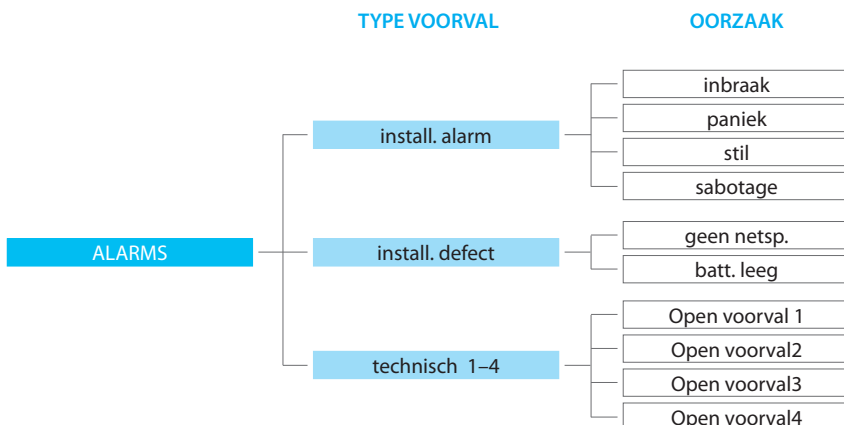 TYPE VOORVAL
OORZAAK
inbraak
install. alarm
paniek
stil
sabotage
ALARMS
install. defect
geen netsp.
batt. leeg
technisch 1–4
Open voorval 1
Open voorval2
Open voorval3
Open voorval4